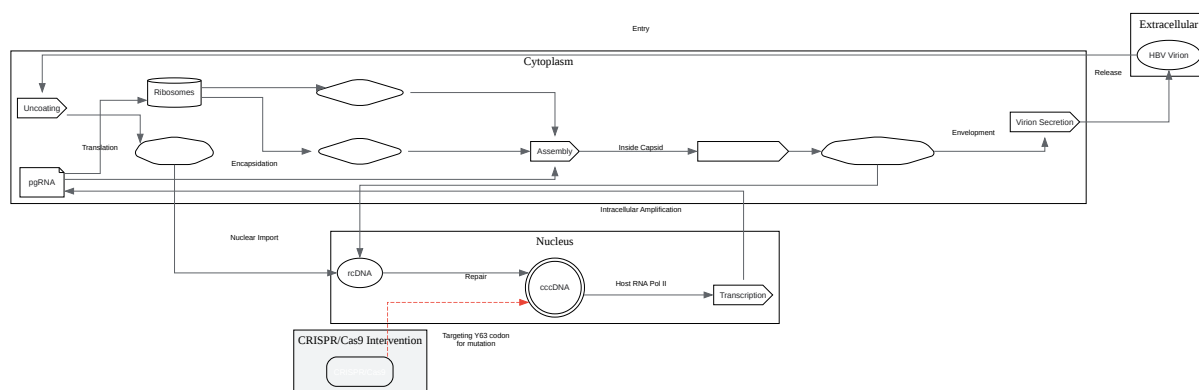 Entry
Extracellular
HBV Virion
Cytoplasm
Release
Ribosomes
Uncoating
Virion Secretion
Translation
Envelopment
Encapsidation
Assembly
Inside Capsid
pgRNA
Intracellular Amplification
Nuclear Import
Nucleus
rcDNA
Repair
cccDNA
Host RNA Pol II
Transcription
CRISPR/Cas9 Intervention
Targeting Y63 codon
for mutation